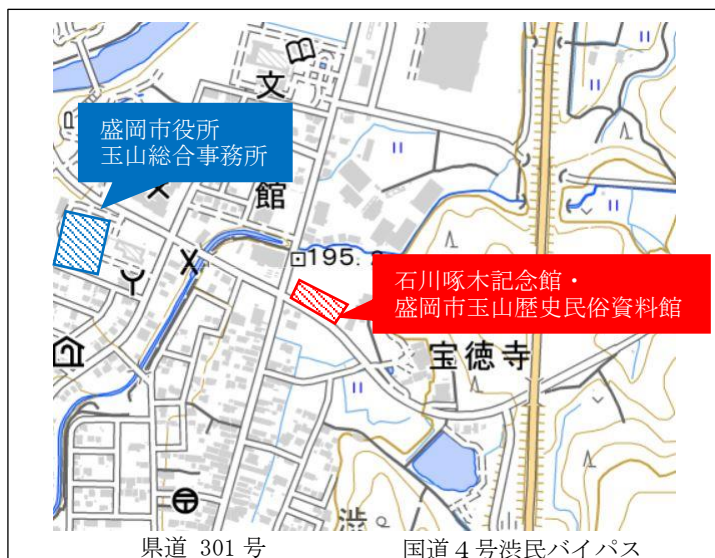 文
館
盛岡市役所
玉山総合事務所
195.
石川啄木記念館・
盛岡市玉山歴史民俗資料館
宝徳寺
渋
県道 301 号
国道４号渋民バイパス